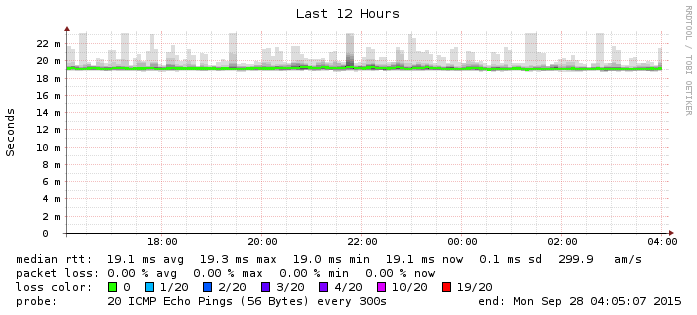 Last 12 Hours
RRDTOOL / TOBI OETIKER
Seconds
22 m
20 m
18 m
16 m
14 m
12 m
10 m
8 m
6 m
4 m
2 m
0
18:00 20:00 22:00 00:00 02:00 04:00
median rtt: 19.1 ms avg 19.3 ms max 19.0 ms min 19.1 ms now 0.1 ms sd 299.9 am/s
packet loss: 0.00 % avg 0.00 % max 0.00 % min 0.00 % now
loss color: 0 1/20 2/20 3/20 4/20 10/20 19/20
probe: 20 ICMP Echo Pings (56 Bytes) every 300s end: Mon Sep 28 04:05:07 2015